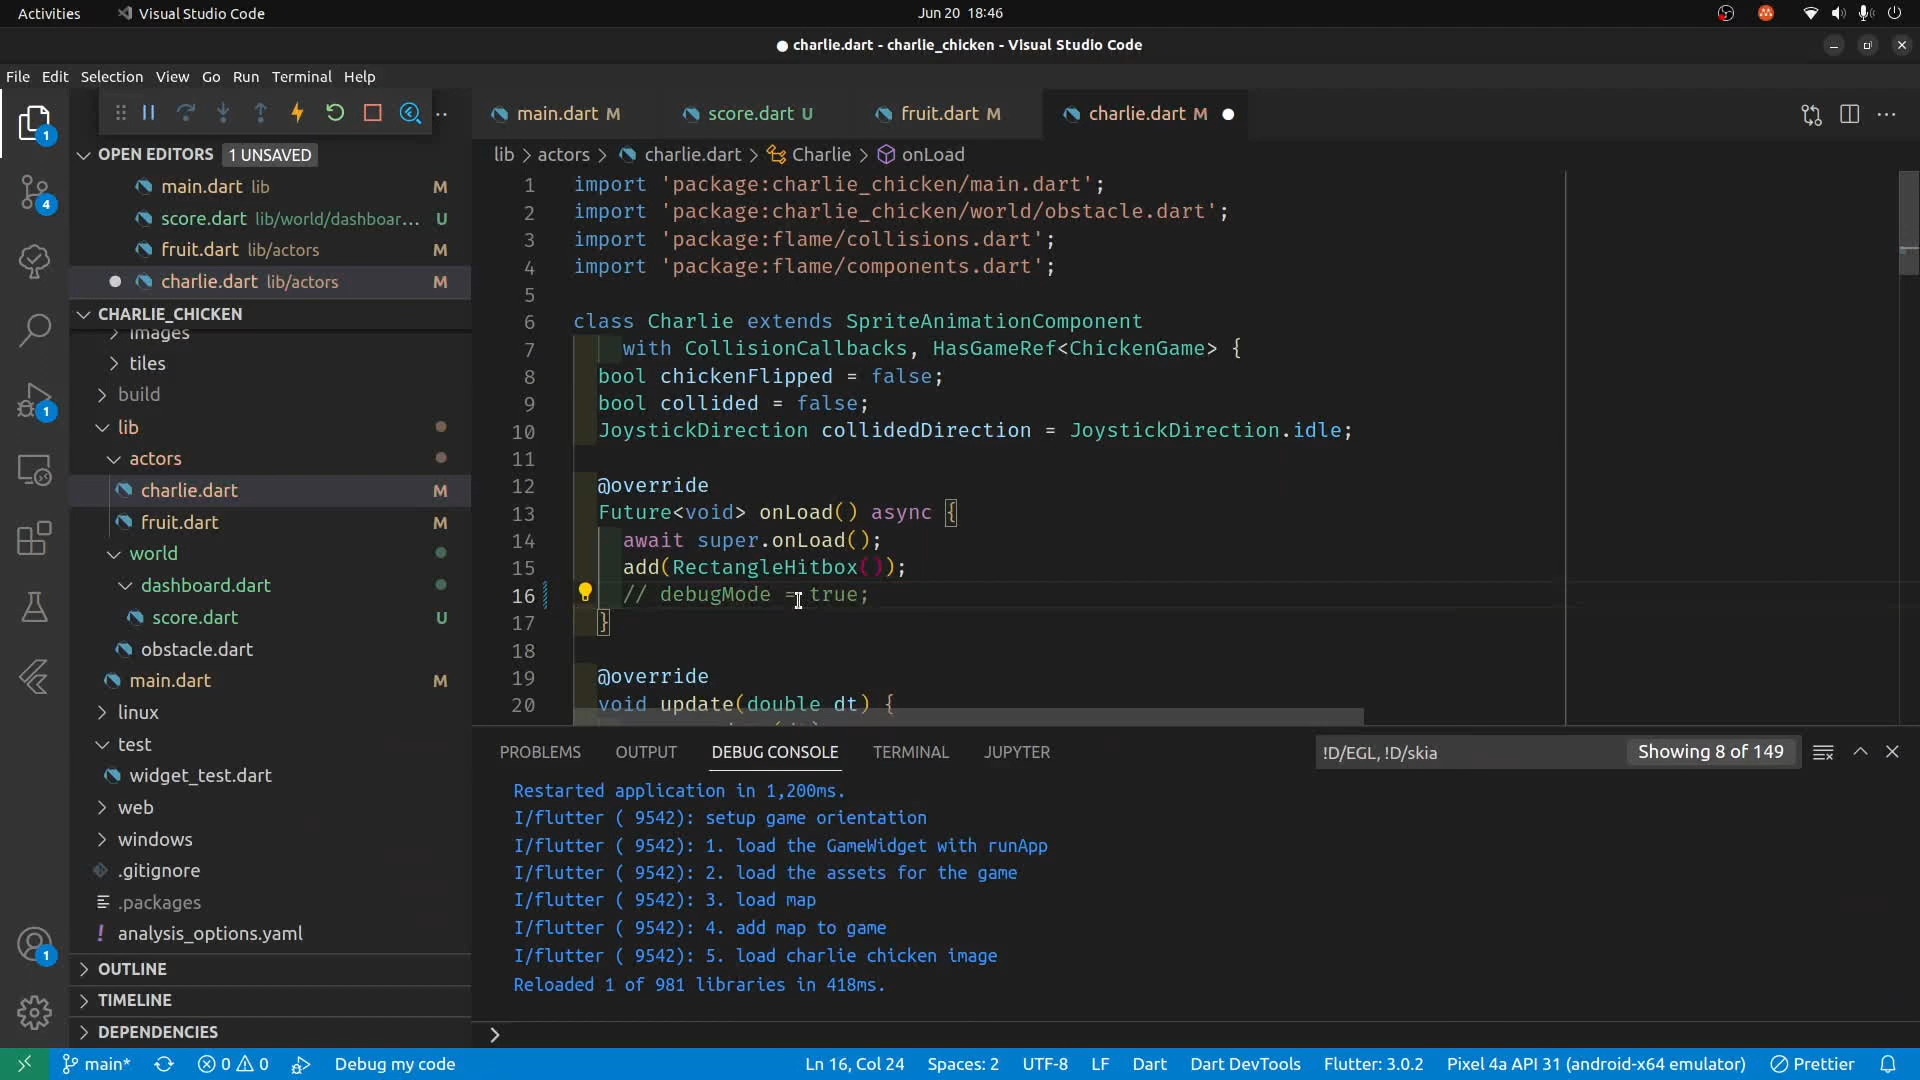 Activities Visual Studio Code Jun 20 18:46
charlie.dart - charlie_chicken - Visual Studio Code
File Edit Selection View Go Run Terminal Help
main.dart M score.dart U fruit.dart M charlie.dart M
OPEN EDITORS 1 UNSAVED
main.dart lib M
score.dart lib/world/dashboar... U
fruit.dart lib/actors M
charlie.dart lib/actors M
CHARLIE_CHICKEN
images
tiles
build
lib
actors
charlie.dart M
fruit.dart M
world
dashboard.dart
score.dart U
obstacle.dart
main.dart M
linux
test
widget_test.dart
web
windows
.gitignore
.packages
! analysis_options.yaml
OUTLINE
TIMELINE
DEPENDENCIES
1
4
1
1
lib > actors > charlie.dart > Charlie > onLoad
1 import 'package:charlie_chicken/main.dart';
2 import 'package:charlie_chicken/world/obstacle.dart';
3 import 'package:flame/collisions.dart';
4 import 'package:flame/components.dart';
5
6 class Charlie extends SpriteAnimationComponent
7 with CollisionCallbacks, HasGameRef<ChickenGame> {
8 bool chickenFlipped = false;
9 bool collided = false;
10 JoystickDirection collidedDirection = JoystickDirection.idle;
11
12 @override
13 Future<void> onLoad() async {
14 await super.onLoad();
15 add(RectangleHitbox());
16 // debugMode = true;
17 }
18
19 @override
20 void update(double dt) {
PROBLEMS OUTPUT DEBUG CONSOLE TERMINAL JUPYTER !D/EGL, !D/skia Showing 8 of 149
Restarted application in 1,200ms.
I/flutter ( 9542): setup game orientation
I/flutter ( 9542): 1. load the GameWidget with runApp
I/flutter ( 9542): 2. load the assets for the game
I/flutter ( 9542): 3. load map
I/flutter ( 9542): 4. add map to game
I/flutter ( 9542): 5. load charlie chicken image
Reloaded 1 of 981 libraries in 418ms.
main* 0 0 Debug my code Ln 16, Col 24 Spaces: 2 UTF-8 LF Dart Dart DevTools Flutter: 3.0.2 Pixel 4a API 31 (android-x64 emulator) Prettier